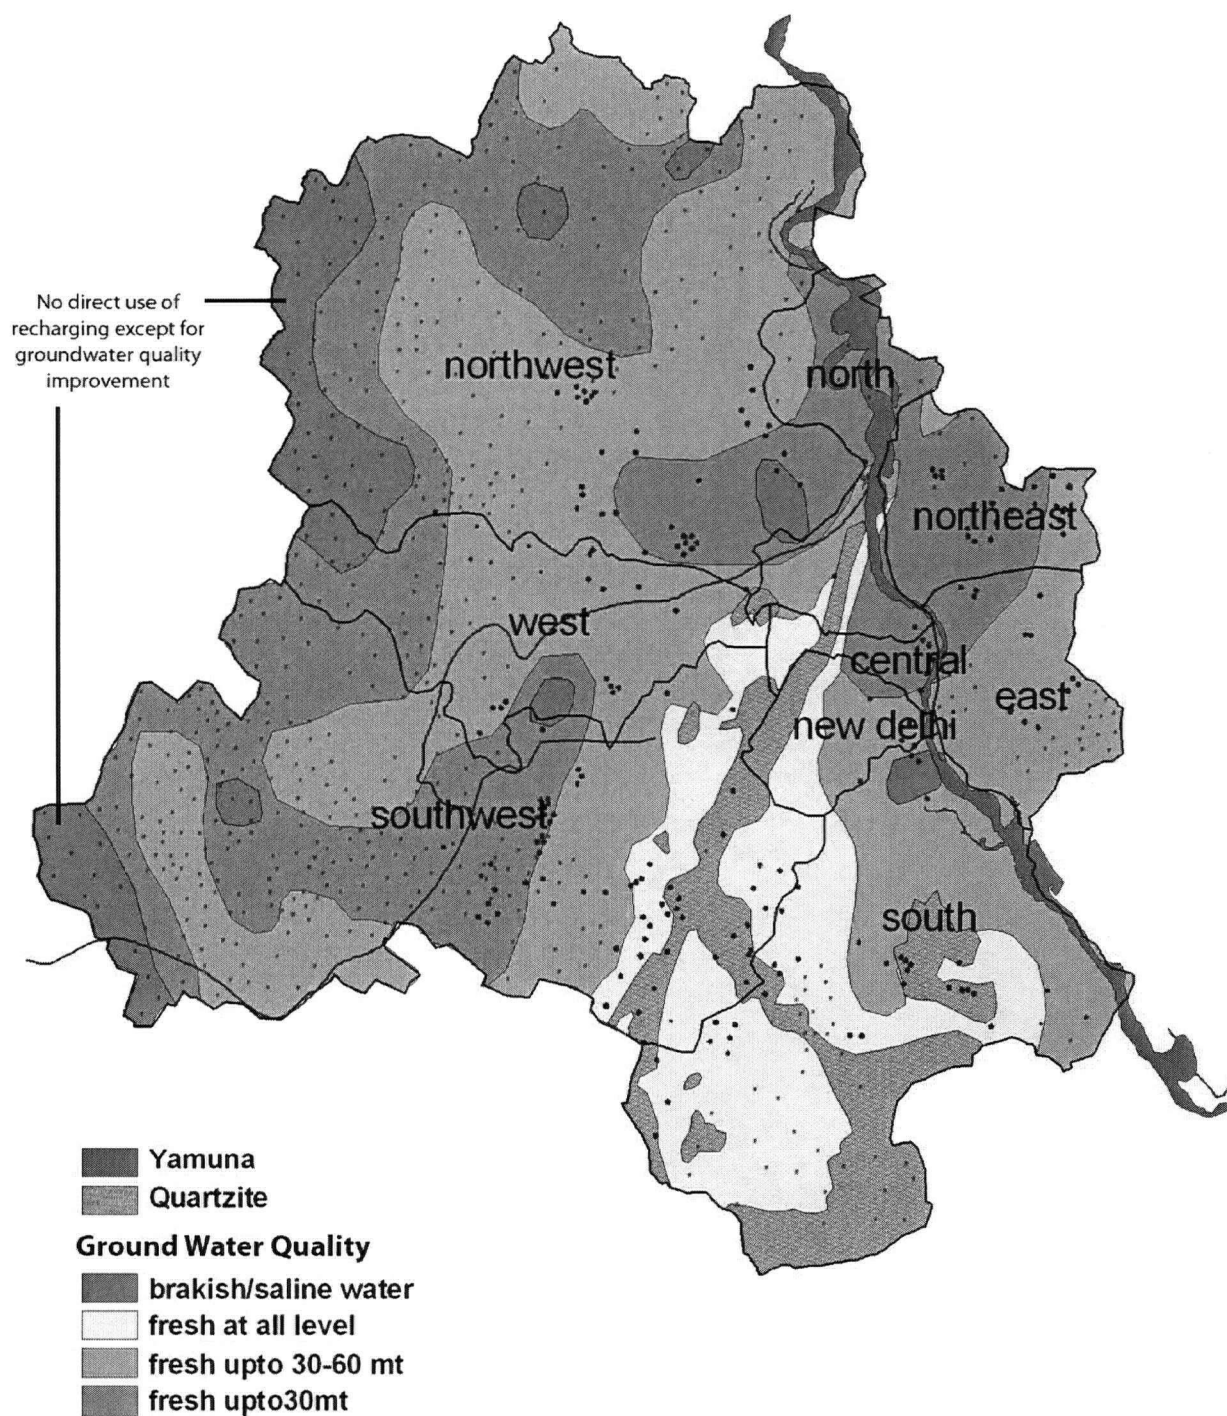 No direct use of
recharging except for
groundwater quality
improvement
northwest
north
northeast
west
central
east
new delhi
southwest
south
Yamuna
Quartzite
Ground Water Quality
brakish/saline water
fresh at all level
fresh upto 30-60 mt
fresh upto30mt